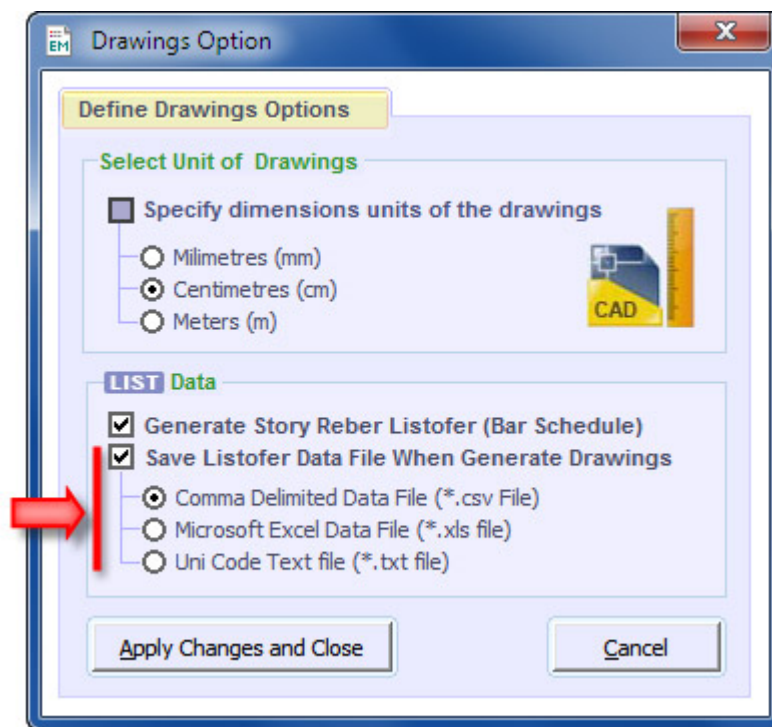 EM Drawings Option
Define Drawings Options
Select Unit of Drawings
Specify dimensions units of the drawings
Milimetres (mm)
Centimetres (cm)
Meters (m)
CAD
LIST Data
Generate Story Reber Listofer (Bar Schedule)
Save Listofer Data File When Generate Drawings
Comma Delimited Data File (*.csv File)
Microsoft Excel Data File (*.xls file)
Uni Code Text file (*.txt file)
Apply Changes and Close Cancel